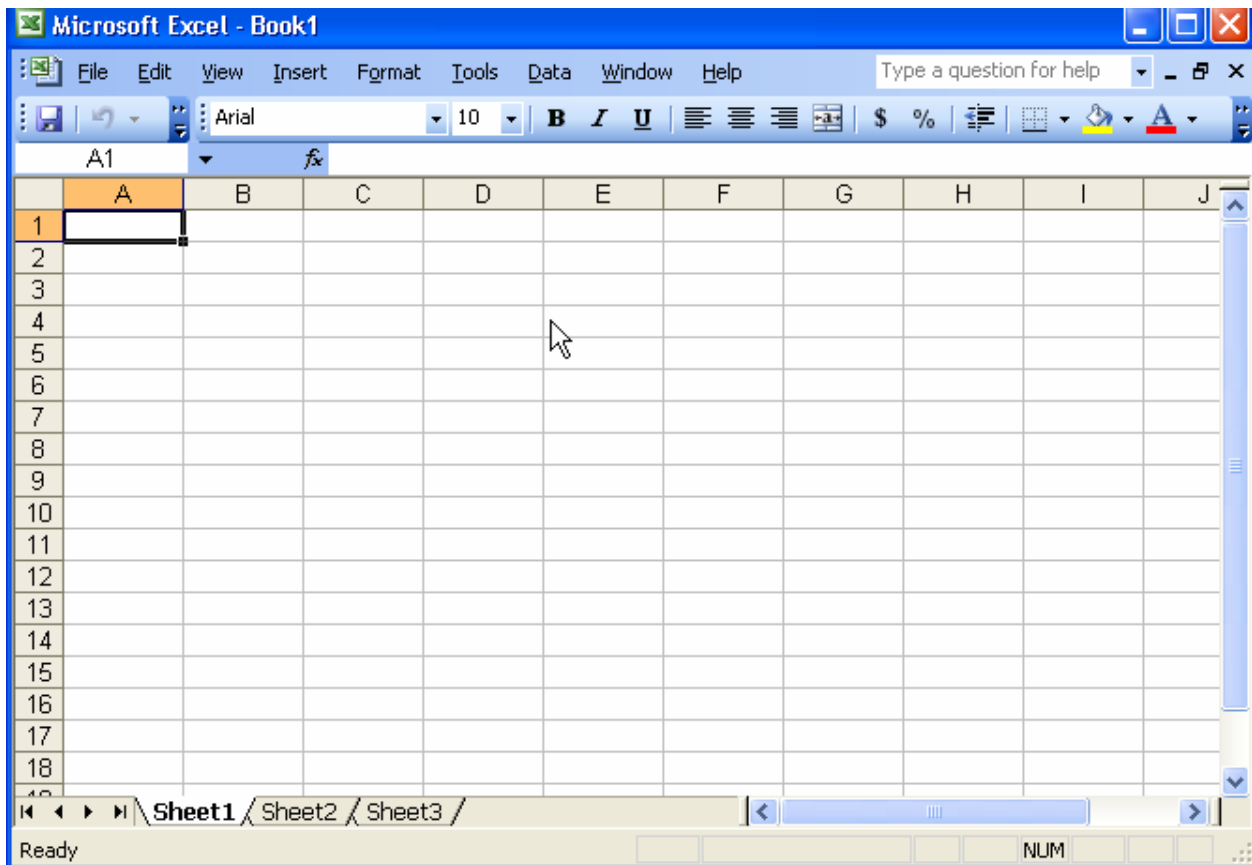 Microsoft Excel - Book1
File Edit View Insert Format Tools Data Window Help Type a question for help
Arial 10 B I U $ %
A1 fx
A B C D E F G H I J
1
2
3
4
5
6
7
8
9
10
11
12
13
14
15
16
17
18
Sheet1 Sheet2 Sheet3
Ready NUM